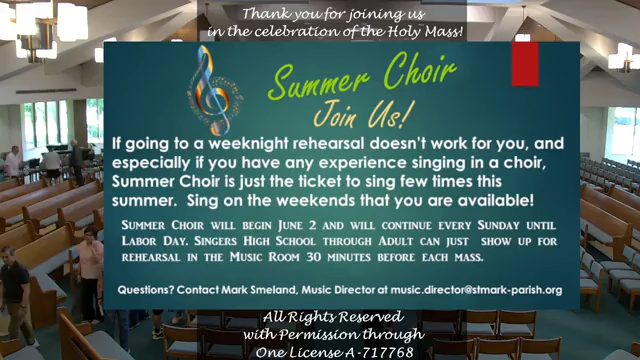 Thank you for joining us
in the celebration of the Holy Mass!
Summer Choir
Join Us!
If going to a weeknight rehearsal doesn't work for you, and
especially if you have any experience singing in a choir,
Summer Choir is just the ticket to sing few times this
summer. Sing on the weekends that you are available!
Summer Choir will begin June 2 and will continue every Sunday until
Labor Day. Singers High School through Adult can just show up for
rehearsal in the Music Room 30 minutes before each mass.
Questions? Contact Mark Smeland, Music Director at music.director@stmark-parish.org
All Rights Reserved
with Permission through
One License A-717768